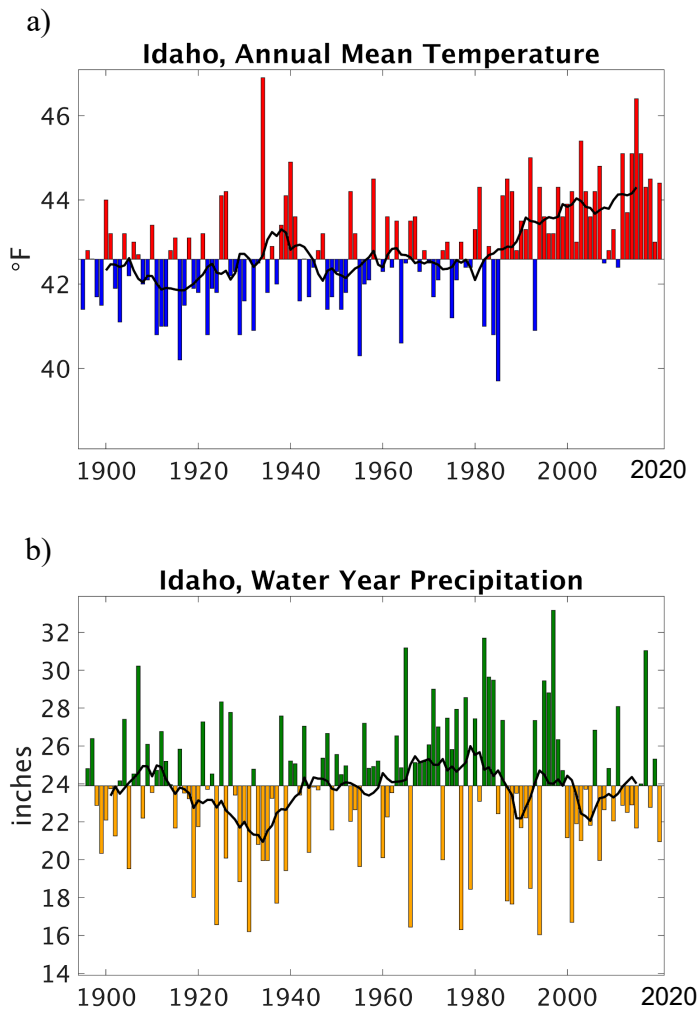 a)
Idaho, Annual Mean Temperature
46
44
°F
42
40
1900 1920 1940 1960 1980 2000 2020
b)
Idaho, Water Year Precipitation
32
30
28
26
inches
24
22
20
18
16
14
1900 1920 1940 1960 1980 2000 2020